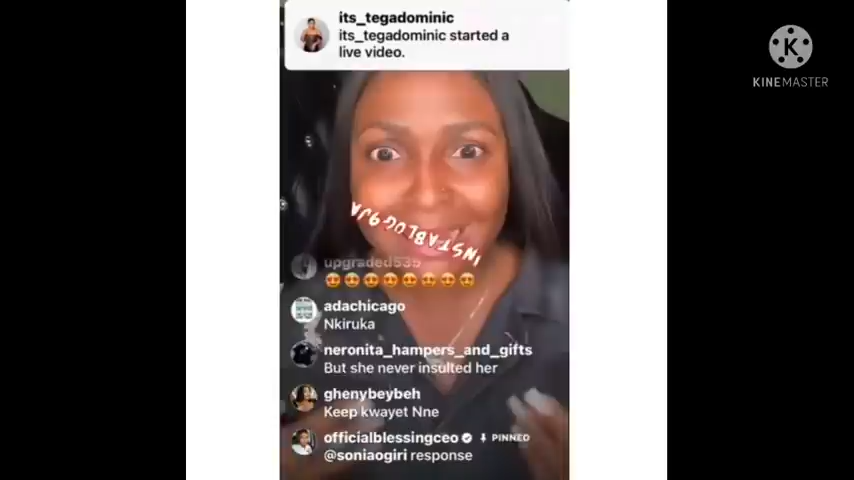 its_tegadominic
its_tegadominic started a
live video.
KINEMASTER
INSTABLOG9JA
upgraded535
adachicago
Nkiruka
neronita_hampers_and_gifts
But she never insulted her
ghenybeybeh
Keep kwayet Nne
officialblessingceo PINNED
@soniaogiri response